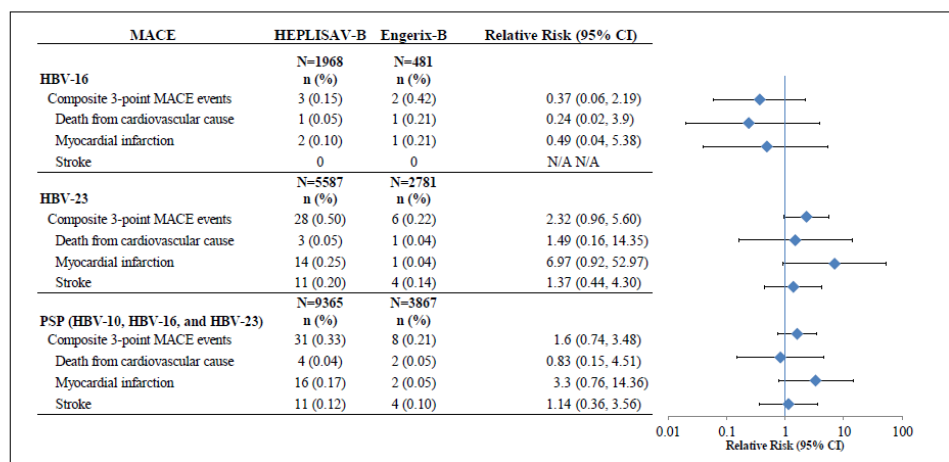 MACE HEPLISAV-B Engerix-B Relative Risk (95% CI)
N=1968 N=481
HBV-16 n (%) n (%)
Composite 3-point MACE events 3 (0.15) 2 (0.42) 0.37 (0.06, 2.19)
Death from cardiovascular cause 1 (0.05) 1 (0.21) 0.24 (0.02, 3.9)
Myocardial infarction 2 (0.10) 1 (0.21) 0.49 (0.04, 5.38)
Stroke 0 0 N/A N/A
N=5587 N=2781
HBV-23 n (%) n (%)
Composite 3-point MACE events 28 (0.50) 6 (0.22) 2.32 (0.96, 5.60)
Death from cardiovascular cause 3 (0.05) 1 (0.04) 1.49 (0.16, 14.35)
Myocardial infarction 14 (0.25) 1 (0.04) 6.97 (0.92, 52.97)
Stroke 11 (0.20) 4 (0.14) 1.37 (0.44, 4.30)
N=9365 N=3867
PSP (HBV-10, HBV-16, and HBV-23) n (%) n (%)
Composite 3-point MACE events 31 (0.33) 8 (0.21) 1.6 (0.74, 3.48)
Death from cardiovascular cause 4 (0.04) 2 (0.05) 0.83 (0.15, 4.51)
Myocardial infarction 16 (0.17) 2 (0.05) 3.3 (0.76, 14.36)
Stroke 11 (0.12) 4 (0.10) 1.14 (0.36, 3.56)
0.01 0.1 1 10 100
Relative Risk (95% CI)